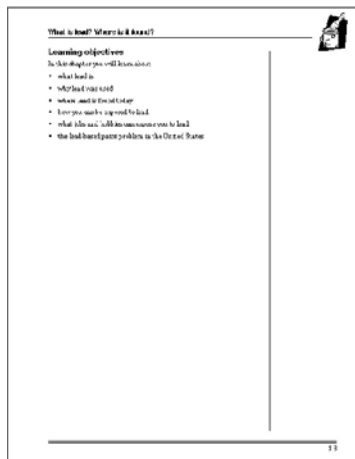 What is lead? Where is it found?
Learning objectives
In this chapter you will learn about:
• what lead is
• why lead was used
• where lead is found today
• how you can be exposed to lead
• what jobs and hobbies can expose you to lead
• the lead-based paint problem in the United States